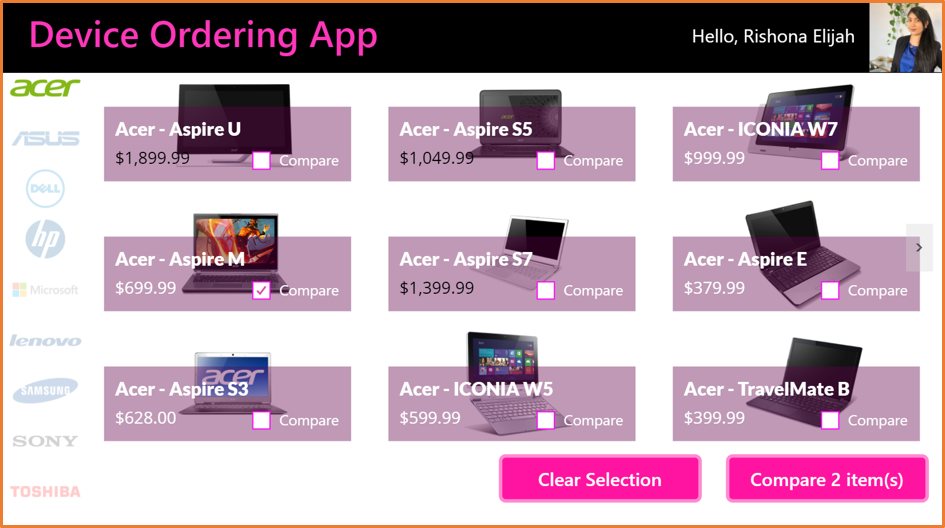 Device Ordering App
Hello, Rishona Elijah
acer
ASUS
DELL
hp
Microsoft
lenovo
SAMSUNG
SONY
TOSHIBA
Acer - Aspire U
$1,899.99
Compare
Acer - Aspire S5
$1,049.99
Compare
Acer - ICONIA W7
$999.99
Compare
Acer - Aspire M
$699.99
Compare
Acer - Aspire S7
$1,399.99
Compare
Acer - Aspire E
$379.99
Compare
acer
Acer - Aspire S3
$628.00
Compare
Acer - ICONIA W5
$599.99
Compare
Acer - TravelMate B
$399.99
Compare
Clear Selection
Compare 2 item(s)